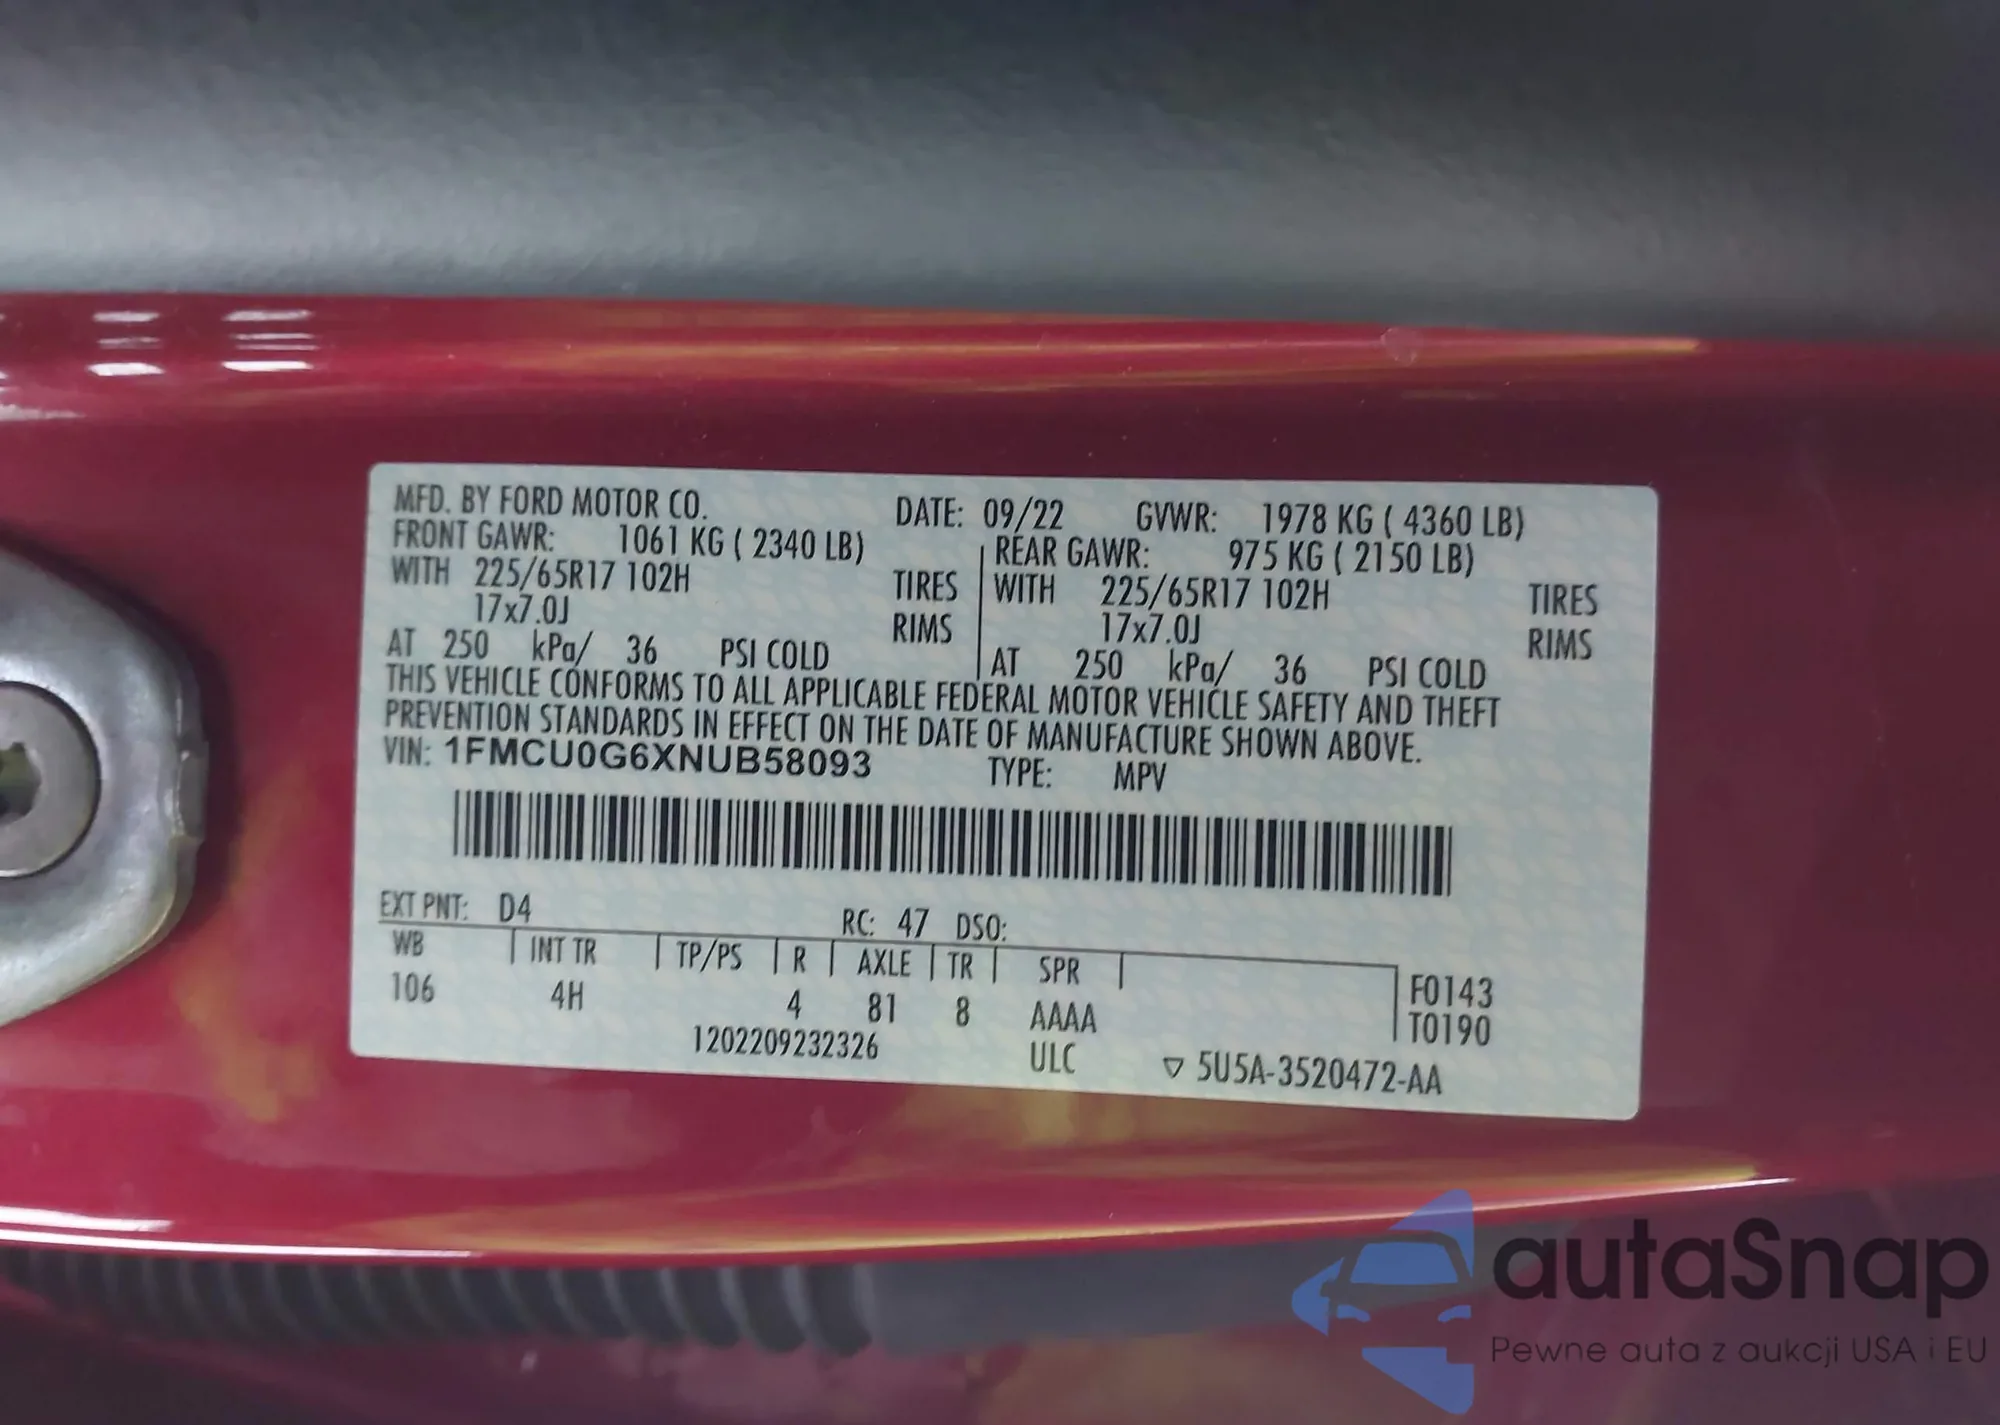 MFD. BY FORD MOTOR CO. DATE: 09/22 GVWR: 1978 KG ( 4360 LB)
FRONT GAWR: 1061 KG ( 2340 LB) REAR GAWR: 975 KG ( 2150 LB)
WITH 225/65R17 102H TIRES WITH 225/65R17 102H TIRES
17x7.0J RIMS 17x7.0J RIMS
AT 250 kPa/ 36 PSI COLD AT 250 kPa/ 36 PSI COLD
THIS VEHICLE CONFORMS TO ALL APPLICABLE FEDERAL MOTOR VEHICLE SAFETY AND THEFT
PREVENTION STANDARDS IN EFFECT ON THE DATE OF MANUFACTURE SHOWN ABOVE.
VIN: 1FMCU0G6XNUB58093 TYPE: MPV
EXT PNT: D4 RC: 47 DSO:
WB INT TR TP/PS R AXLE TR SPR
106 4H 4 81 8 AAAA F0143
T0190
1202209232326 ULC ▽ 5U5A-3520472-AA
autaSnap
Pewne auta z aukcji USA i EU